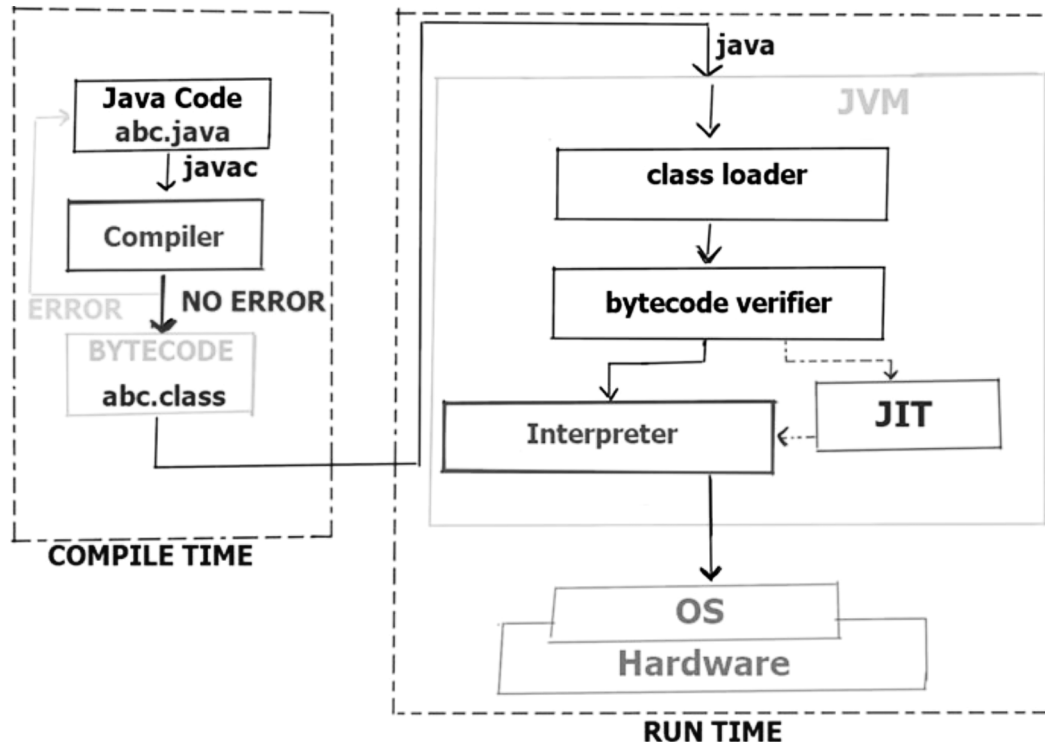 Java Code
abc.java
javac
Compiler
NO ERROR
ERROR
BYTECODE
abc.class
COMPILE TIME
java
JVM
class loader
bytecode verifier
JIT
Interpreter
OS
Hardware
RUN TIME